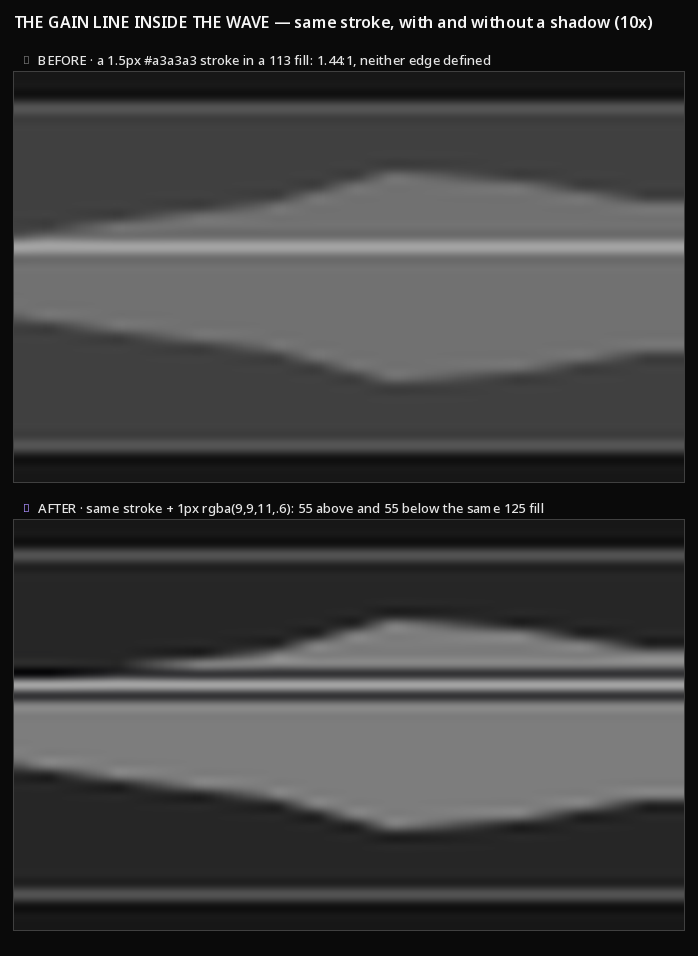 THE GAIN LINE INSIDE THE WAVE — same stroke, with and without a shadow (10x)
BEFORE · a 1.5px #a3a3a3 stroke in a 113 fill: 1.44:1, neither edge defined
AFTER · same stroke + 1px rgba(9,9,11,.6): 55 above and 55 below the same 125 fill